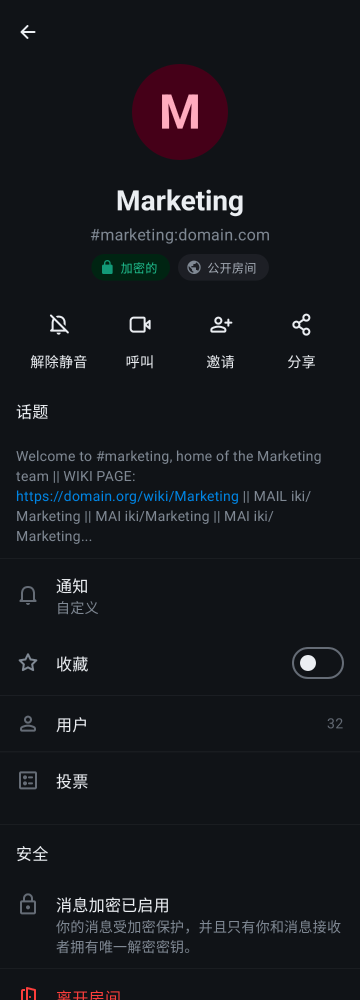 M
Marketing
#marketing:domain.com
加密的
公开房间
解除静音
呼叫
邀请
分享
话题
Welcome to #marketing, home of the Marketing
team || WIKI PAGE:
https://domain.org/wiki/Marketing || MAIL iki/
Marketing || MAI iki/Marketing || MAI iki/
Marketing...
通知
自定义
收藏
用户
32
投票
安全
消息加密已启用
你的消息受加密保护，并且只有你和消息接收
者拥有唯一解密密钥。
离开房间